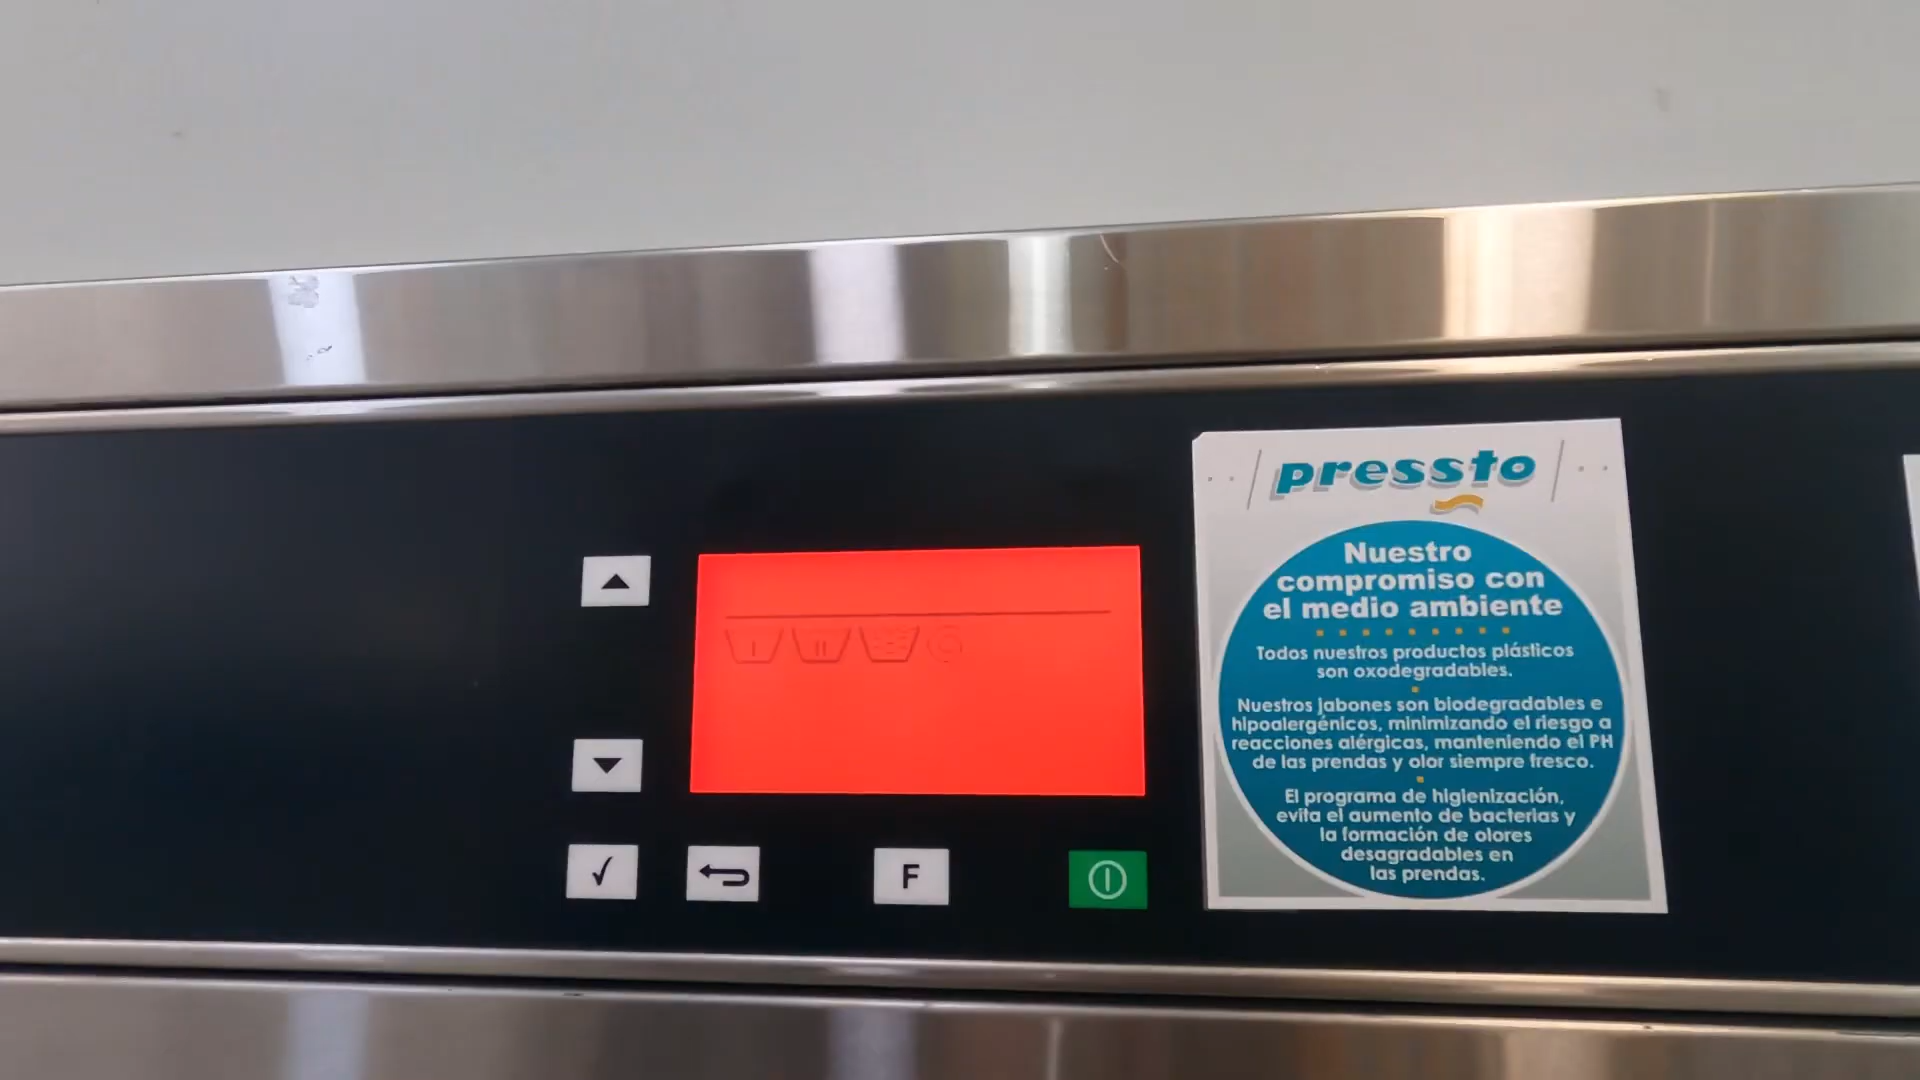 pressto
Nuestro
compromiso con
el medio ambiente
Todos nuestros productos plásticos
son oxodegradables.
Nuestros jabones son biodegradables e
hipoalergénicos, minimizando el riesgo a
reacciones alérgicas, manteniendo el PH
de las prendas y olor siempre fresco.
El programa de higienización,
evita el aumento de bacterias y
la formación de olores
desagradables en
las prendas.
I II
F